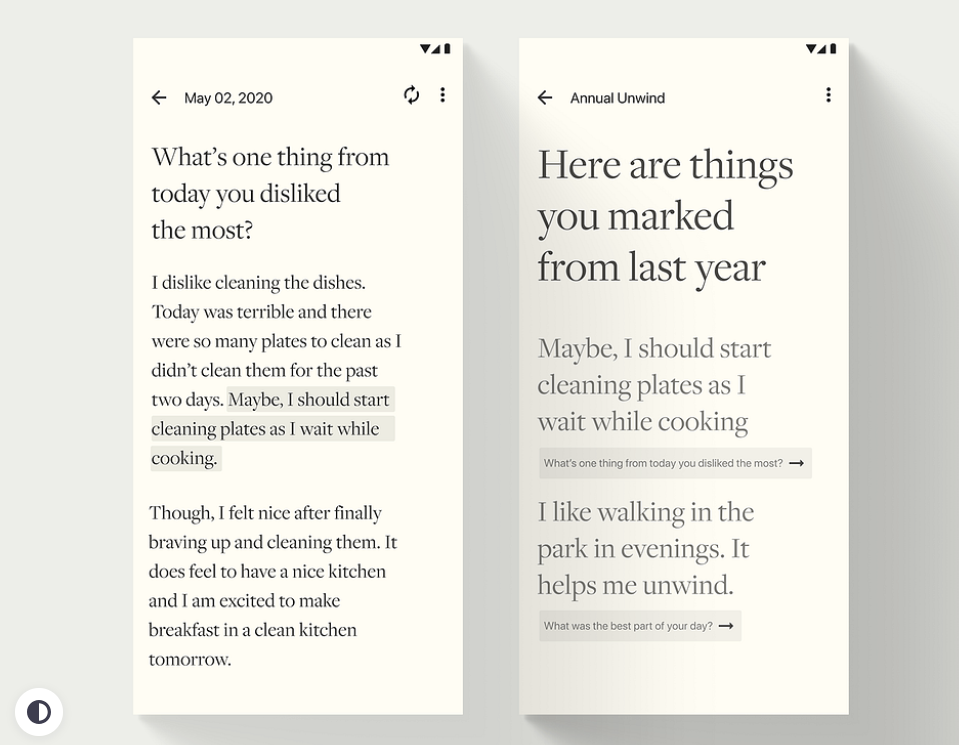 May 02, 2020
What's one thing from
today you disliked
the most?
I dislike cleaning the dishes.
Today was terrible and there
were so many plates to clean as I
didn't clean them for the past
two days. Maybe, I should start
cleaning plates as I wait while
cooking.
Though, I felt nice after finally
braving up and cleaning them. It
does feel to have a nice kitchen
and I am excited to make
breakfast in a clean kitchen
tomorrow.
Annual Unwind
Here are things
you marked
from last year
Maybe, I should start
cleaning plates as I
wait while cooking
What's one thing from today you disliked the most?
I like walking in the
park in evenings. It
helps me unwind.
What was the best part of your day?